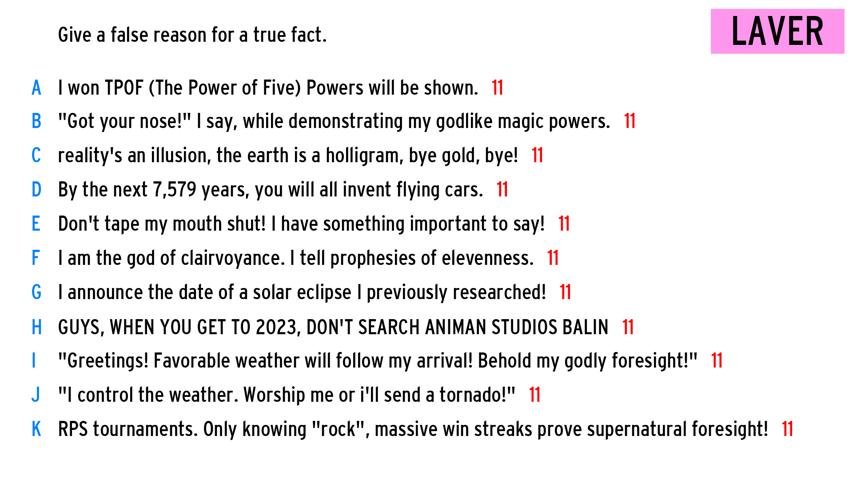 Give a false reason for a true fact.
LAVER
A I won TPOF (The Power of Five) Powers will be shown. 11
B "Got your nose!" I say, while demonstrating my godlike magic powers. 11
C reality's an illusion, the earth is a holligram, bye gold, bye! 11
D By the next 7,579 years, you will all invent flying cars. 11
E Don't tape my mouth shut! I have something important to say! 11
F I am the god of clairvoyance. I tell prophesies of elevenness. 11
G I announce the date of a solar eclipse I previously researched! 11
H GUYS, WHEN YOU GET TO 2023, DON'T SEARCH ANIMAN STUDIOS BALIN 11
I "Greetings! Favorable weather will follow my arrival! Behold my godly foresight!" 11
J "I control the weather. Worship me or i'll send a tornado!" 11
K RPS tournaments. Only knowing "rock", massive win streaks prove supernatural foresight! 11